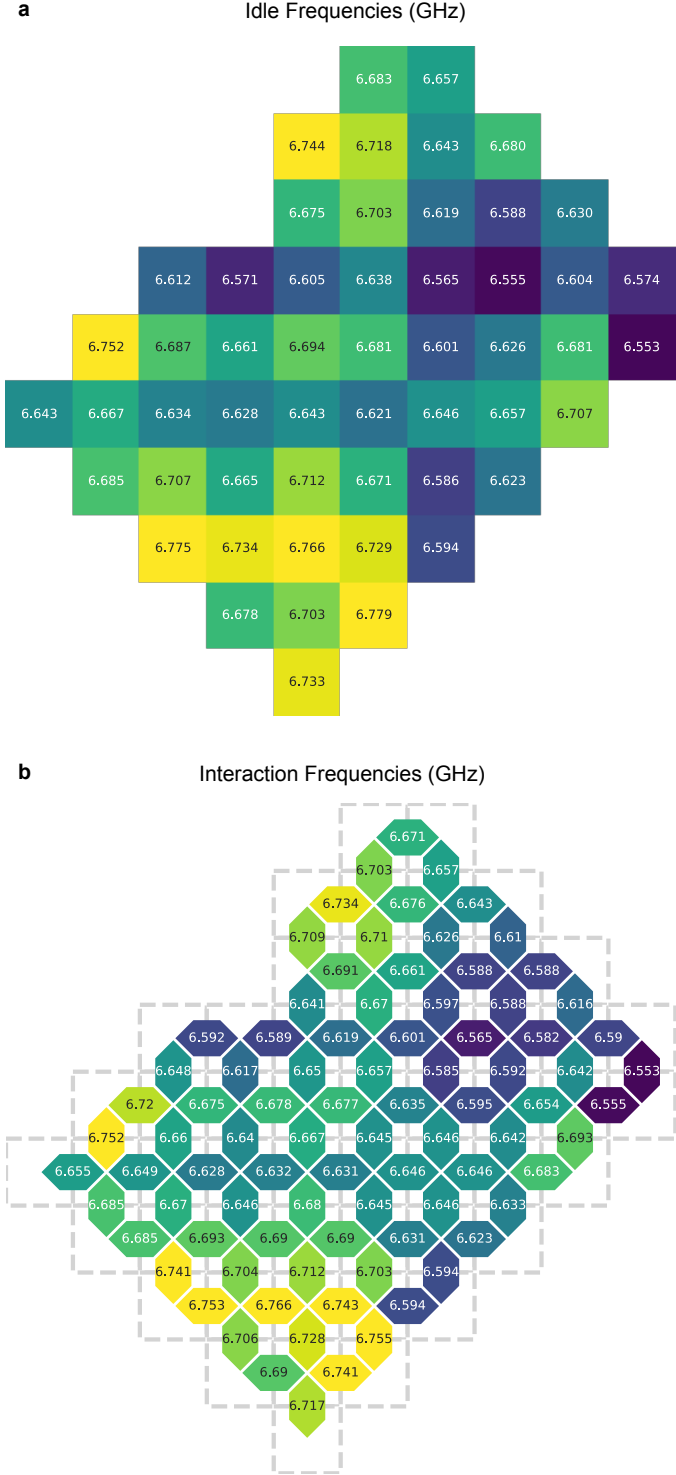 a
Idle Frequencies (GHz)
6.683 6.657
6.744 6.718 6.643 6.680
6.675 6.703 6.619 6.588 6.630
6.612 6.571 6.605 6.638 6.565 6.555 6.604 6.574
6.752 6.687 6.661 6.694 6.681 6.601 6.626 6.681 6.553
6.643 6.667 6.634 6.628 6.643 6.621 6.646 6.657 6.707
6.685 6.707 6.665 6.712 6.671 6.586 6.623
6.775 6.734 6.766 6.729 6.594
6.678 6.703 6.779
6.733
b
Interaction Frequencies (GHz)
6.671
6.703 6.657
6.734 6.676 6.643
6.709 6.71 6.626 6.61
6.691 6.661 6.588 6.588
6.641 6.67 6.597 6.588 6.616
6.592 6.589 6.619 6.601 6.565 6.582 6.59
6.648 6.617 6.65 6.657 6.585 6.592 6.642 6.553
6.72 6.675 6.678 6.677 6.635 6.595 6.654 6.555
6.752 6.66 6.64 6.667 6.645 6.646 6.642 6.693
6.655 6.649 6.628 6.632 6.631 6.646 6.646 6.683
6.685 6.67 6.646 6.68 6.645 6.646 6.633
6.685 6.693 6.69 6.69 6.631 6.623
6.741 6.704 6.712 6.703 6.594
6.753 6.766 6.743 6.594
6.706 6.728 6.755
6.69 6.741
6.717